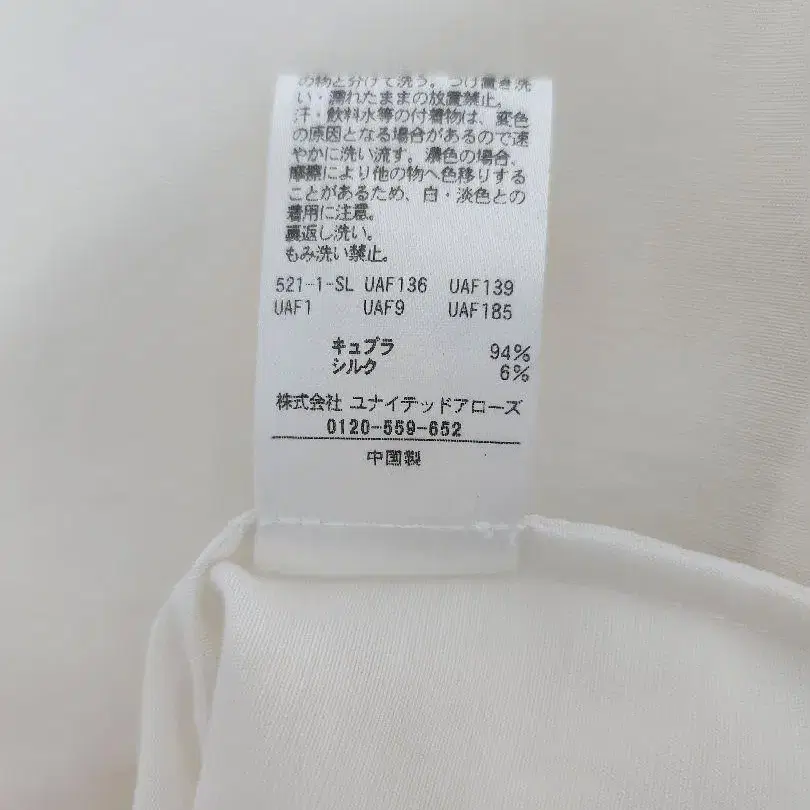 の物と分けて洗う。つけ置き洗
い・濡れたままの放置禁止。
汗・飲料水等の付着物は、変色
の原因となる場合があるので速
やかに洗い流す。濃色の場合、
摩擦により他の物へ色移りする
ことがあるため、白・淡色との
着用に注意。
裏返し洗い。
もみ洗い禁止。
521-1-SL UAF136 UAF139
UAF1 UAF9 UAF185
キュプラ 94%
シルク 6%
株式会社 ユナイテッドアローズ
0120-559-652
中国製